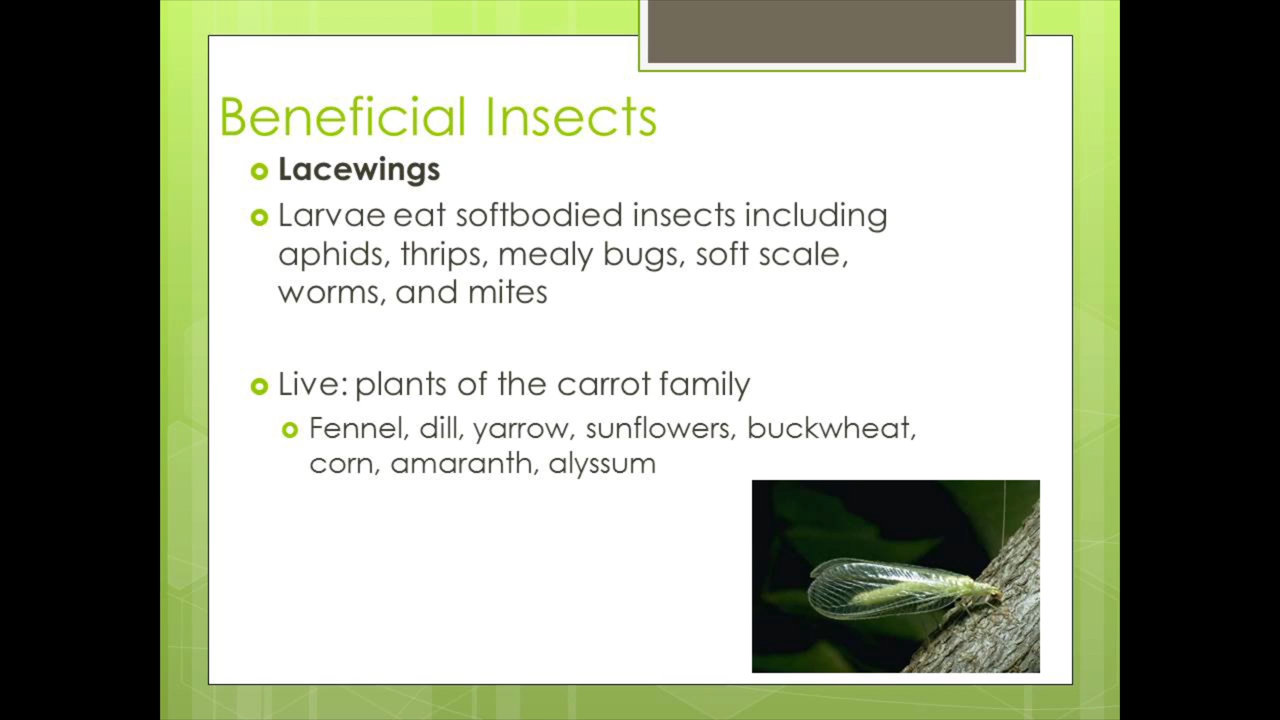 Beneficial Insects
Lacewings
Larvae eat softbodied insects including
aphids, thrips, mealy bugs, soft scale,
worms, and mites
Live: plants of the carrot family
Fennel, dill, yarrow, sunflowers, buckwheat,
corn, amaranth, alyssum